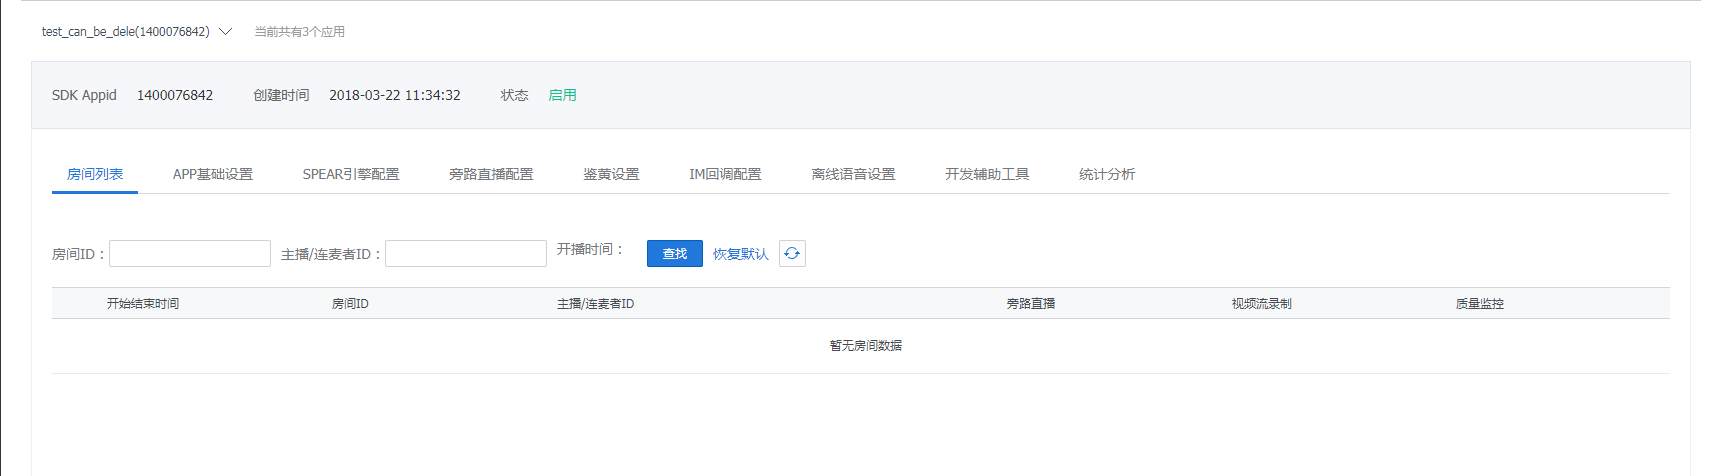 test_can_be_dele(1400076842) 当前共有3个应用
SDK Appid 1400076842 创建时间 2018-03-22 11:34:32 状态 启用
房间列表 APP基础设置 SPEAR引擎配置 旁路直播配置 鉴黄设置 IM回调配置 离线语音设置 开发辅助工具 统计分析
房间ID： 主播/连麦者ID： 开播时间： 查找 恢复默认
开始结束时间 房间ID 主播/连麦者ID 旁路直播 视频流录制 质量监控
暂无房间数据